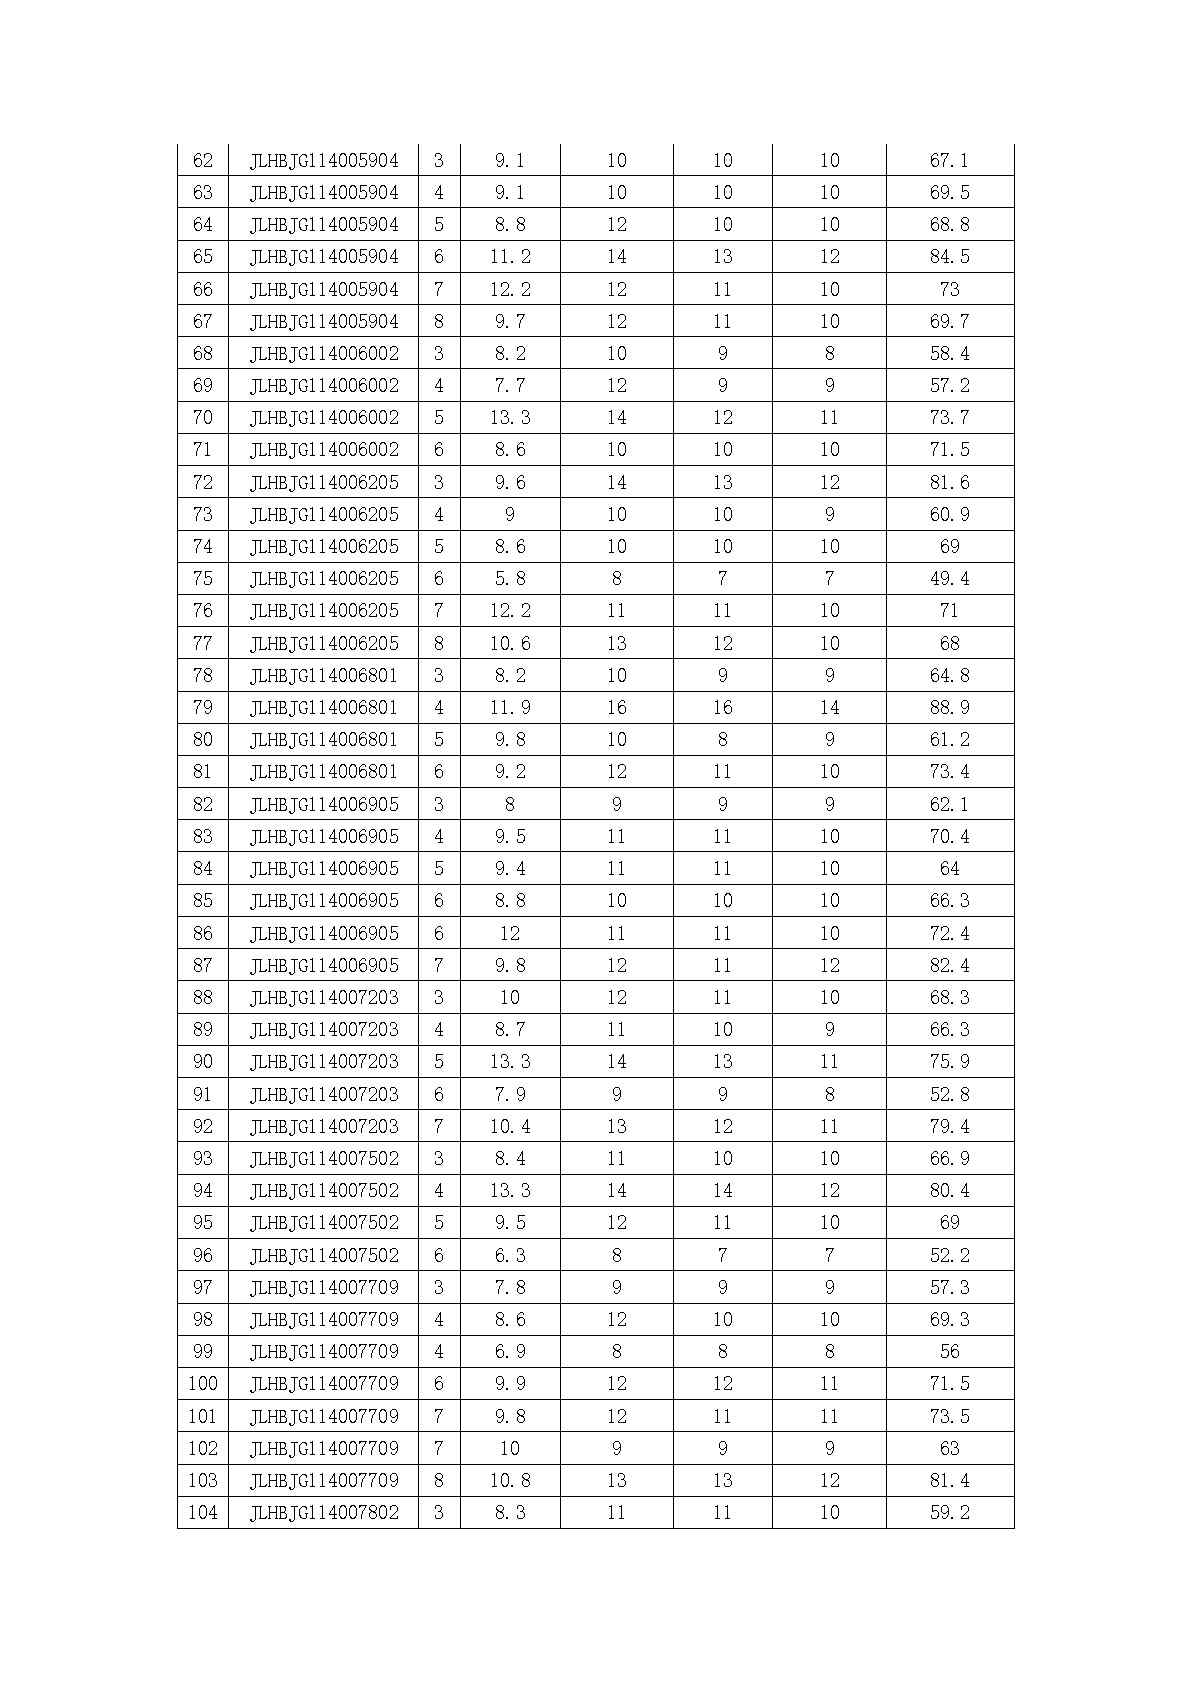 62 JLHBJG114005904 3 9.1 10 10 10 67.1
63 JLHBJG114005904 4 9.1 10 10 10 69.5
64 JLHBJG114005904 5 8.8 12 10 10 68.8
65 JLHBJG114005904 6 11.2 14 13 12 84.5
66 JLHBJG114005904 7 12.2 12 11 10 73
67 JLHBJG114005904 8 9.7 12 11 10 69.7
68 JLHBJG114006002 3 8.2 10 9 8 58.4
69 JLHBJG114006002 4 7.7 12 9 9 57.2
70 JLHBJG114006002 5 13.3 14 12 11 73.7
71 JLHBJG114006002 6 8.6 10 10 10 71.5
72 JLHBJG114006205 3 9.6 14 13 12 81.6
73 JLHBJG114006205 4 9 10 10 9 60.9
74 JLHBJG114006205 5 8.6 10 10 10 69
75 JLHBJG114006205 6 5.8 8 7 7 49.4
76 JLHBJG114006205 7 12.2 11 11 10 71
77 JLHBJG114006205 8 10.6 13 12 10 68
78 JLHBJG114006801 3 8.2 10 9 9 64.8
79 JLHBJG114006801 4 11.9 16 16 14 88.9
80 JLHBJG114006801 5 9.8 10 8 9 61.2
81 JLHBJG114006801 6 9.2 12 11 10 73.4
82 JLHBJG114006905 3 8 9 9 9 62.1
83 JLHBJG114006905 4 9.5 11 11 10 70.4
84 JLHBJG114006905 5 9.4 11 11 10 64
85 JLHBJG114006905 6 8.8 10 10 10 66.3
86 JLHBJG114006905 6 12 11 11 10 72.4
87 JLHBJG114006905 7 9.8 12 11 12 82.4
88 JLHBJG114007203 3 10 12 11 10 68.3
89 JLHBJG114007203 4 8.7 11 10 9 66.3
90 JLHBJG114007203 5 13.3 14 13 11 75.9
91 JLHBJG114007203 6 7.9 9 9 8 52.8
92 JLHBJG114007203 7 10.4 13 12 11 79.4
93 JLHBJG114007502 3 8.4 11 10 10 66.9
94 JLHBJG114007502 4 13.3 14 14 12 80.4
95 JLHBJG114007502 5 9.5 12 11 10 69
96 JLHBJG114007502 6 6.3 8 7 7 52.2
97 JLHBJG114007709 3 7.8 9 9 9 57.3
98 JLHBJG114007709 4 8.6 12 10 10 69.3
99 JLHBJG114007709 4 6.9 8 8 8 56
100 JLHBJG114007709 6 9.9 12 12 11 71.5
101 JLHBJG114007709 7 9.8 12 11 11 73.5
102 JLHBJG114007709 7 10 9 9 9 63
103 JLHBJG114007709 8 10.8 13 13 12 81.4
104 JLHBJG114007802 3 8.3 11 11 10 59.2